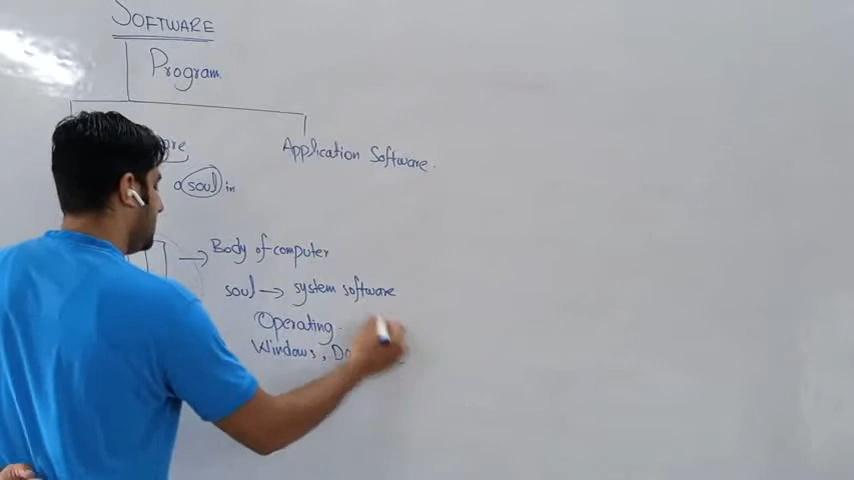 SOFTWARE
Program
Application Software.
a soul in
Body of computer
soul → system software
Operating
Windows,